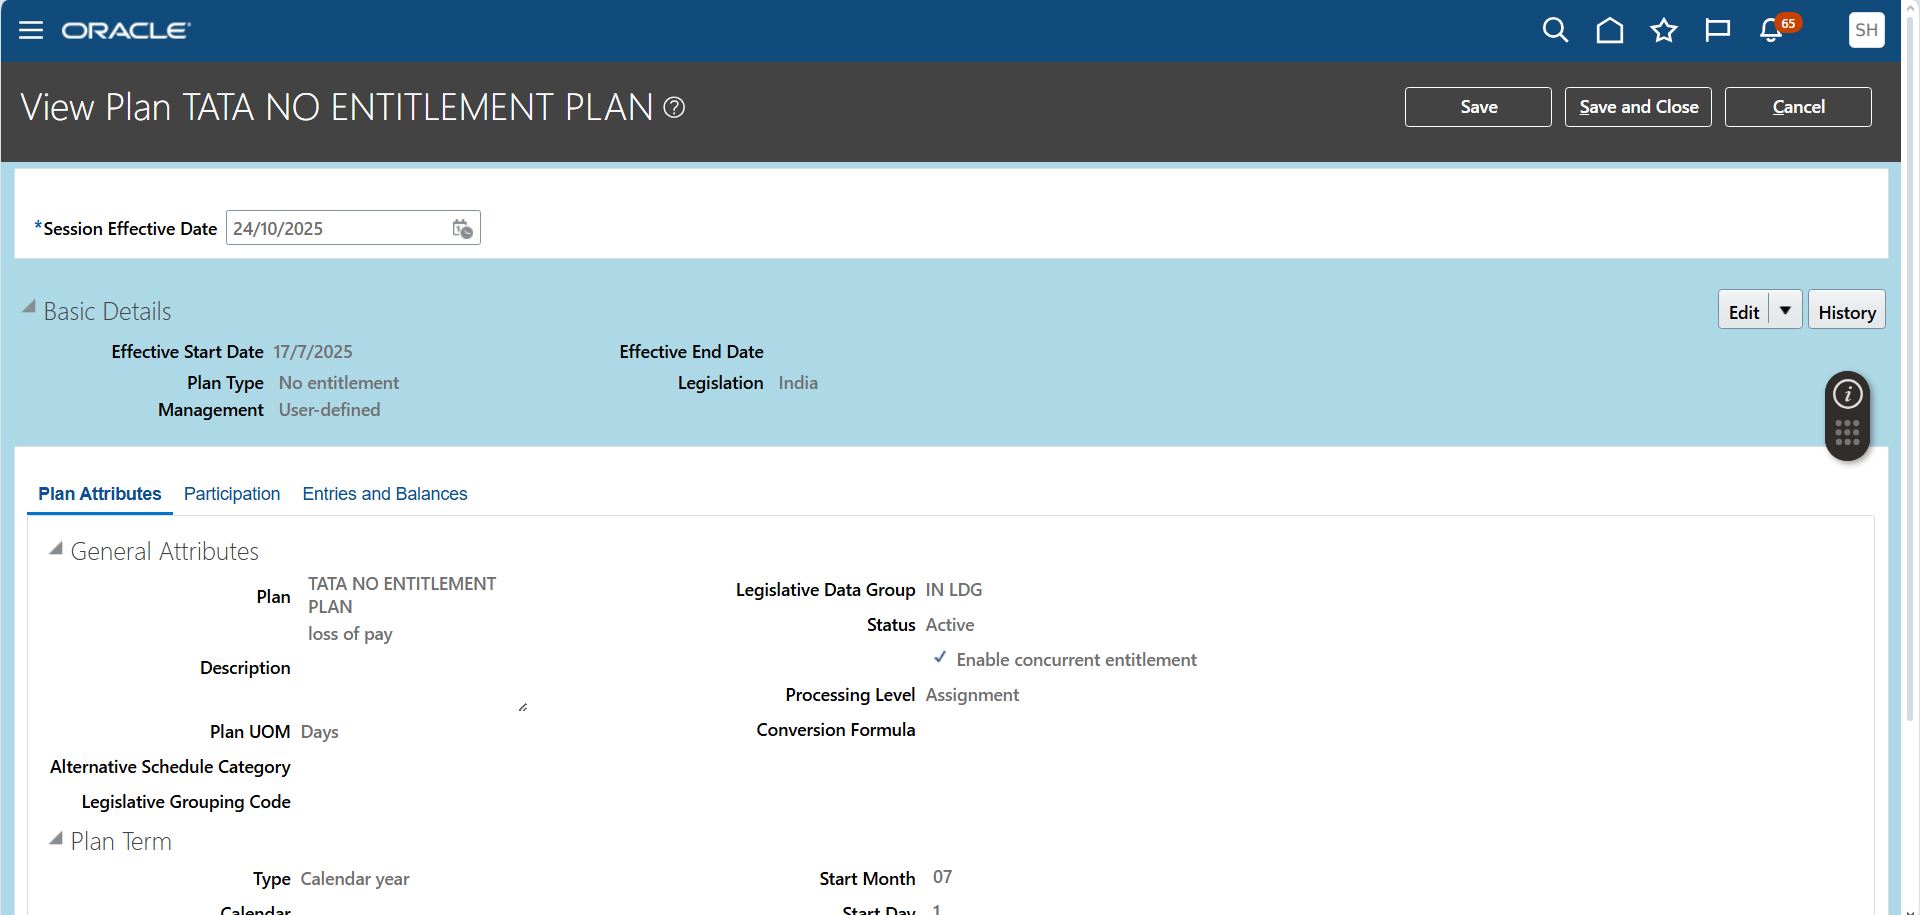 ORACLE
65
SH
View Plan TATA NO ENTITLEMENT PLAN ?
Save
Save and Close
Cancel
*Session Effective Date 24/10/2025
Basic Details
Edit
History
Effective Start Date 17/7/2025
Effective End Date
Plan Type No entitlement
Legislation India
Management User-defined
Plan Attributes
Participation
Entries and Balances
General Attributes
Plan TATA NO ENTITLEMENT
PLAN
loss of pay
Description
Plan UOM Days
Alternative Schedule Category
Legislative Grouping Code
Legislative Data Group IN LDG
Status Active
Enable concurrent entitlement
Processing Level Assignment
Conversion Formula
Plan Term
Type Calendar year
Start Month 07
Calendar
Start Day 1